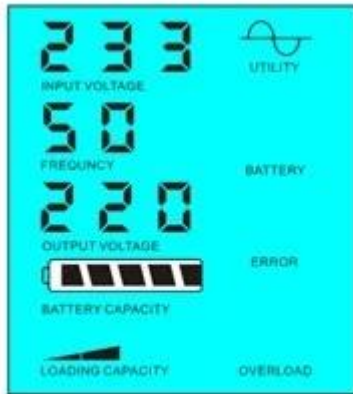 233
INPUT VOLTAGE
UTILITY
50
FREQUNCY
BATTERY
220
OUTPUT VOLTAGE
ERROR
BATTERY CAPACITY
LOADING CAPACITY
OVERLOAD